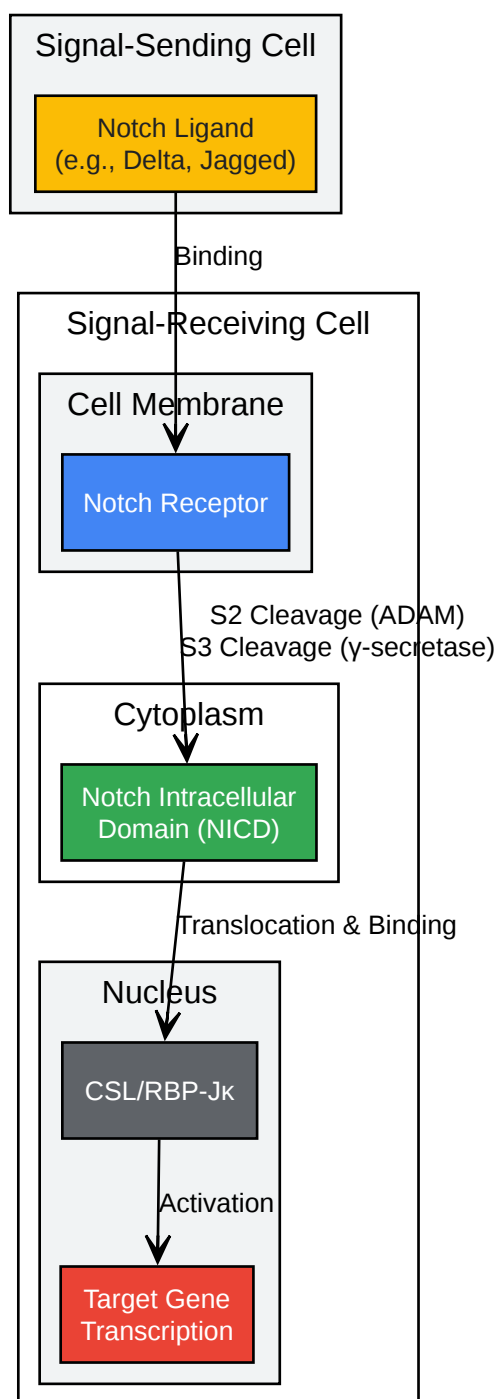 Signal-Sending Cell
Notch Ligand
(e.g., Delta, Jagged)
Binding
Signal-Receiving Cell
Cell Membrane
Notch Receptor
S2 Cleavage (ADAM)
S3 Cleavage (γ-secretase)
Cytoplasm
Notch Intracellular
Domain (NICD)
Translocation & Binding
Nucleus
CSL/RBP-Jκ
Activation
Target Gene
Transcription